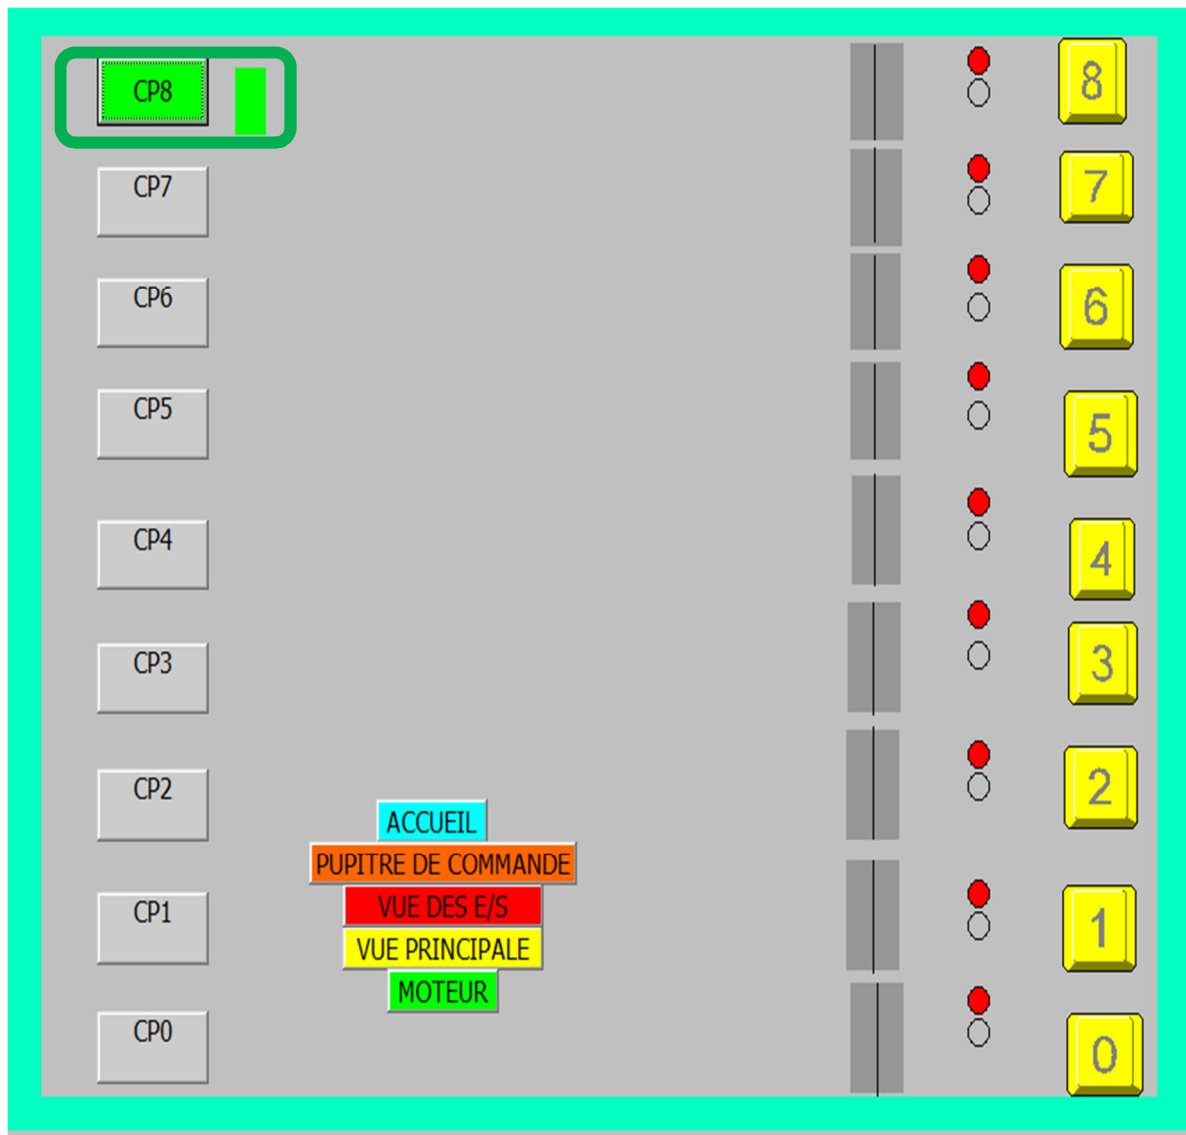 CP8 8
CP7 7
CP6 6
CP5 5
CP4 4
CP3 3
CP2 2
ACCUEIL
PUPITRE DE COMMANDE
VUE DES E/S
CP1 1
VUE PRINCIPALE
MOTEUR
CP0 0